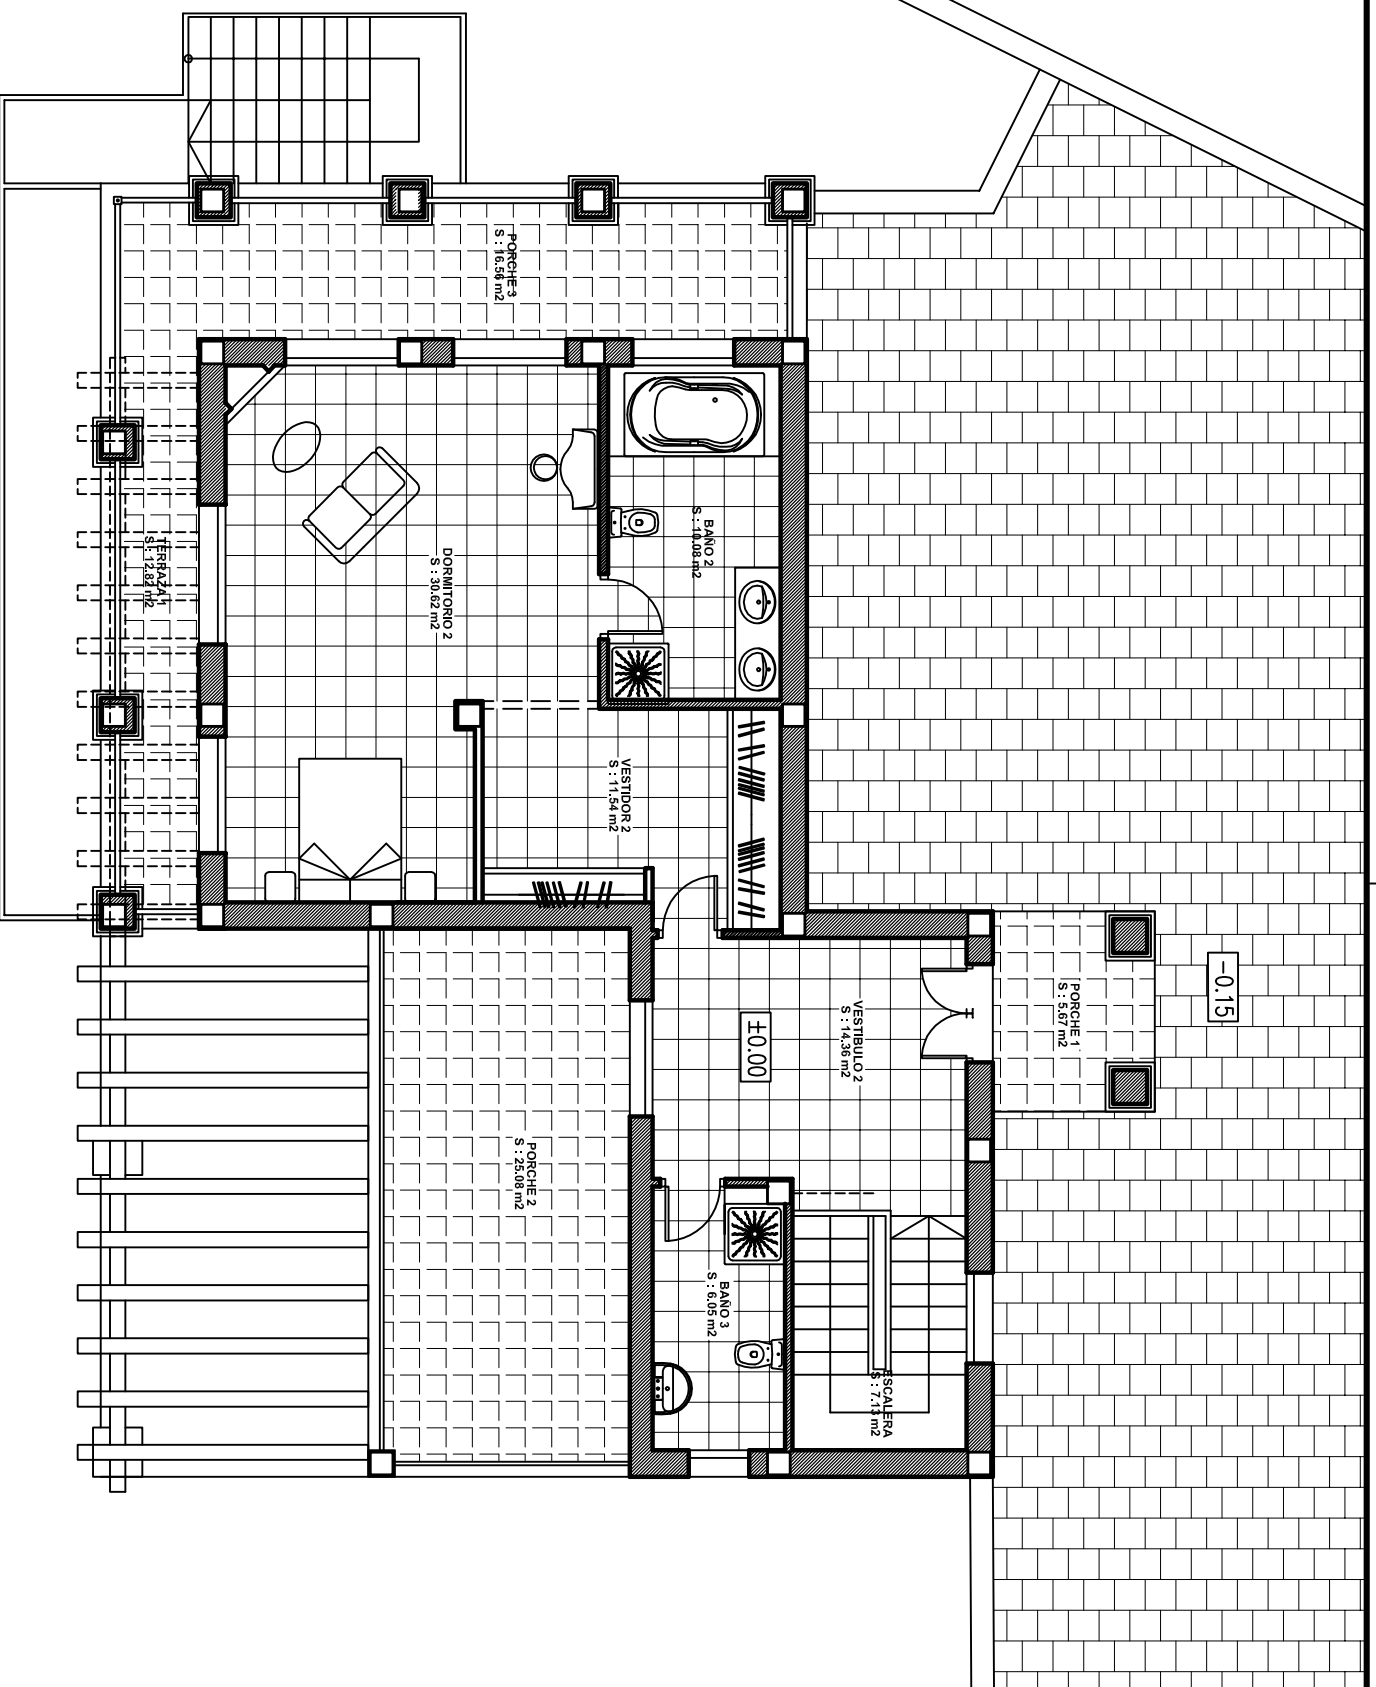 PORCHE 3
S : 16.56 m2
BAÑO 2
S : 10.08 m2
DORMITORIO 2
S : 30.62 m2
TERRAZA 1
S : 12.82 m2
VESTIDOR 2
S : 11.54 m2
-0.15
PORCHE 1
S : 5.67 m2
VESTIBULO 2
S : 14.36 m2
±0.00
PORCHE 2
S : 25.08 m2
BAÑO 3
S : 6.05 m2
ESCALERA
S : 7.13 m2